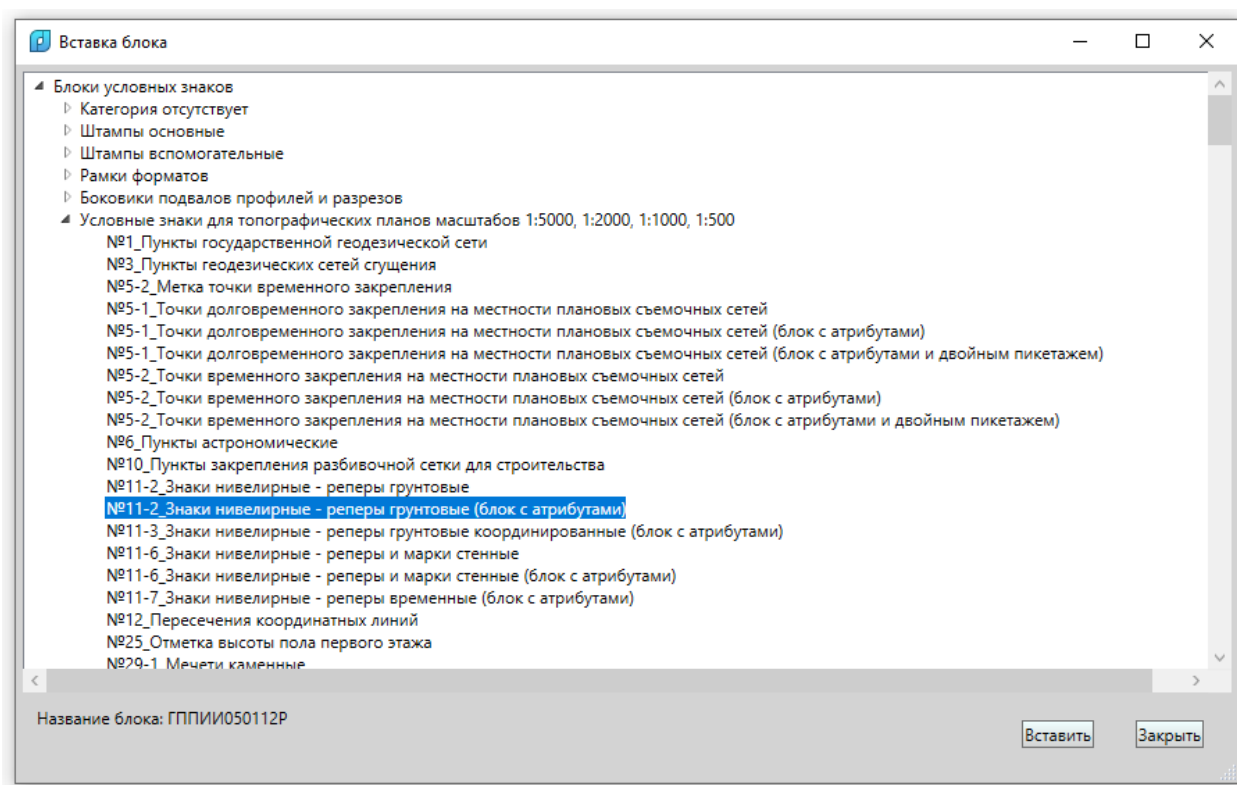 Вставка блока
Блоки условных знаков
Категория отсутствует
Штампы основные
Штампы вспомогательные
Рамки форматов
Боковики подвалов профилей и разрезов
Условные знаки для топографических планов масштабов 1:5000, 1:2000, 1:1000, 1:500
№1_Пункты государственной геодезической сети
№3_Пункты геодезических сетей сгущения
№5-2_Метка точки временного закрепления
№5-1_Точки долговременного закрепления на местности плановых съемочных сетей
№5-1_Точки долговременного закрепления на местности плановых съемочных сетей (блок с атрибутами)
№5-1_Точки долговременного закрепления на местности плановых съемочных сетей (блок с атрибутами и двойным пикетажем)
№5-2_Точки временного закрепления на местности плановых съемочных сетей
№5-2_Точки временного закрепления на местности плановых съемочных сетей (блок с атрибутами)
№5-2_Точки временного закрепления на местности плановых съемочных сетей (блок с атрибутами и двойным пикетажем)
№6_Пункты астрономические
№10_Пункты закрепления разбивочной сетки для строительства
№11-2_Знаки нивелирные - реперы грунтовые
№11-2_Знаки нивелирные - реперы грунтовые (блок с атрибутами)
№11-3_Знаки нивелирные - реперы грунтовые координированные (блок с атрибутами)
№11-6_Знаки нивелирные - реперы и марки стенные
№11-6_Знаки нивелирные - реперы и марки стенные (блок с атрибутами)
№11-7_Знаки нивелирные - реперы временные (блок с атрибутами)
№12_Пересечения координатных линий
№25_Отметка высоты пола первого этажа
№29-1_Мечети каменные
Название блока: ГППИИ050112Р
Вставить Закрыть